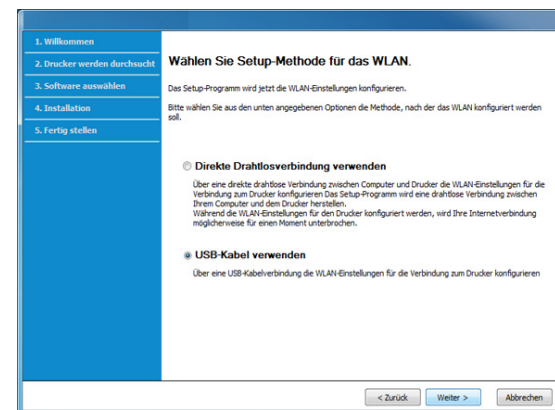 1. Willkommen
2. Drucker werden durchsucht
3. Software auswählen
4. Installation
5. Fertig stellen
Wählen Sie Setup-Methode für das WLAN.
Das Setup-Programm wird jetzt die WLAN-Einstellungen konfigurieren.
Bitte wählen Sie aus den unten angegebenen Optionen die Methode, nach der das WLAN konfiguriert werden
soll.
Direkte Drahtlosverbindung verwenden
Über eine direkte drahtlose Verbindung zwischen Computer und Drucker die WLAN-Einstellungen für die
Verbindung zum Drucker konfigurieren Das Setup-Programm wird eine drahtlose Verbindung zwischen
Ihrem Computer und dem Drucker herstellen.
Während die WLAN-Einstellungen für den Drucker konfiguriert werden, wird Ihre Internetverbindung
möglicherweise für einen Moment unterbrochen.
USB-Kabel verwenden
Über eine USB-Kabelverbindung die WLAN-Einstellungen für die Verbindung zum Drucker konfigurieren
< Zurück Weiter > Abbrechen